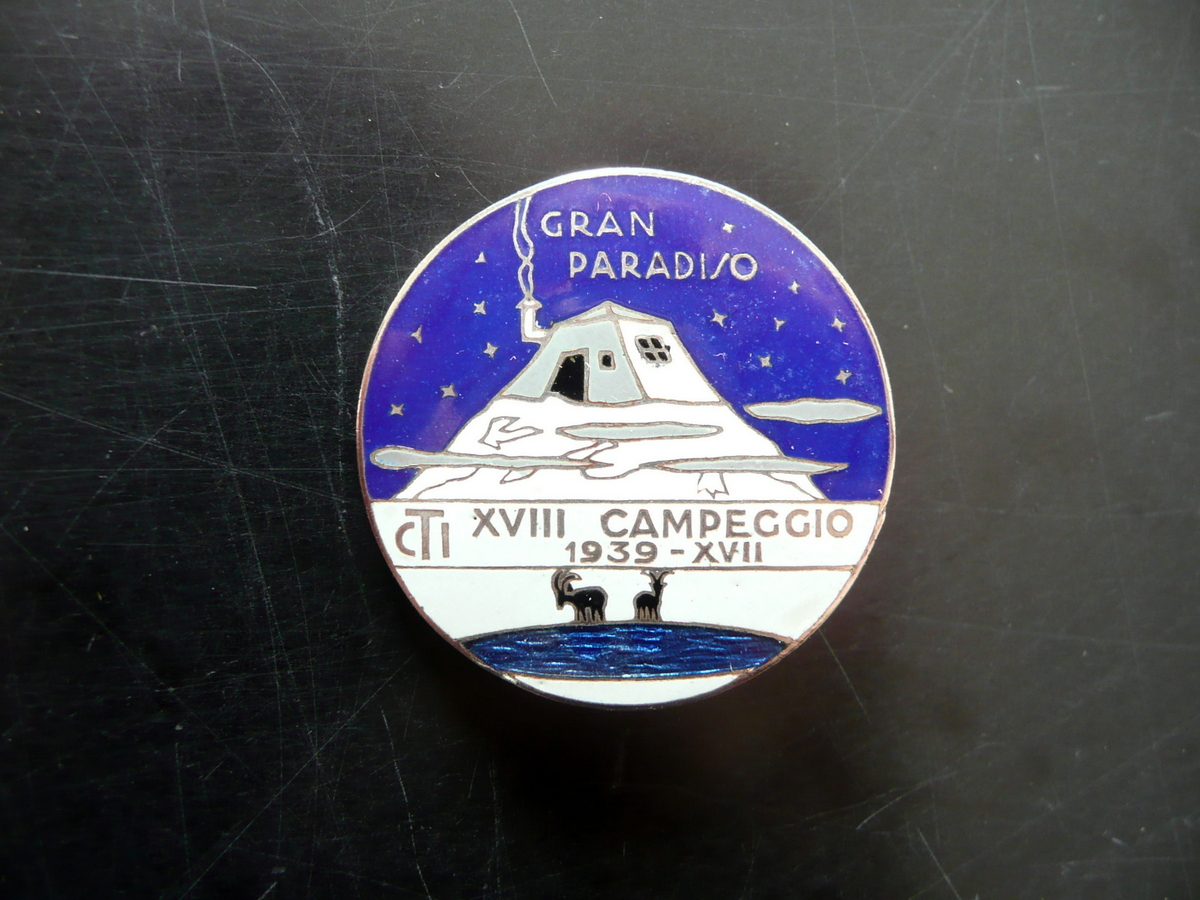 GRAN
PARADISO
CTI XVIII CAMPEGGIO
1939-XVII